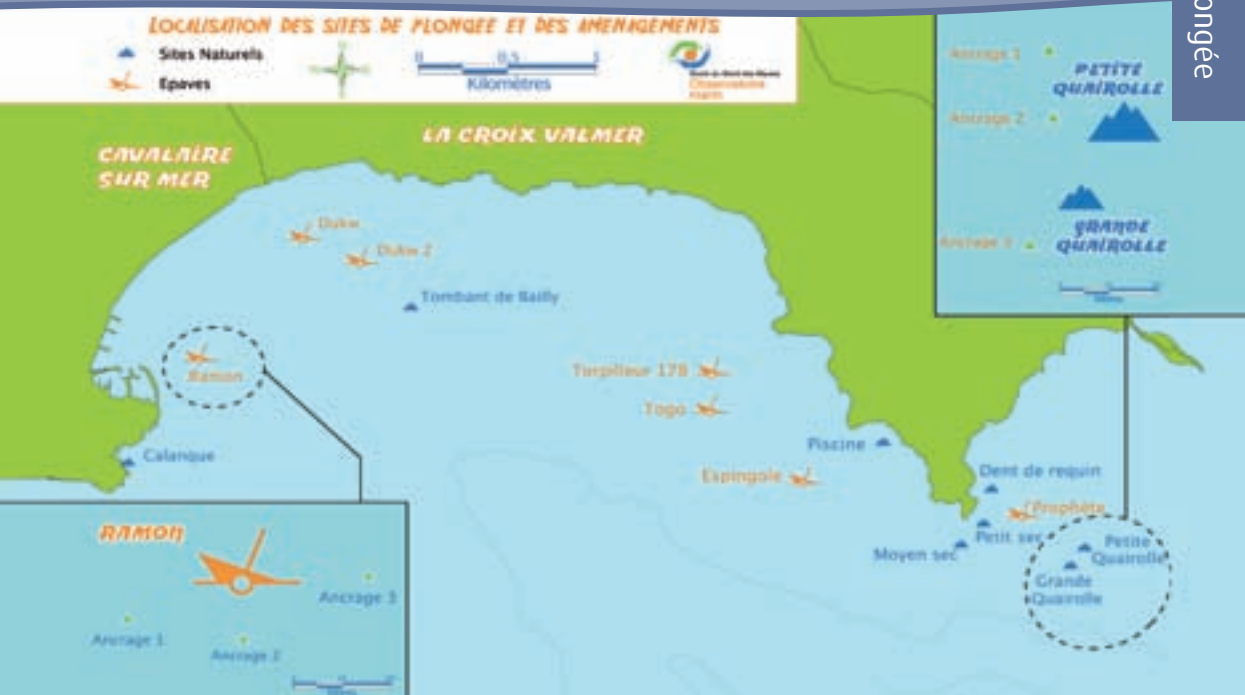 LOCALISATION DES SITES DE PLONGÉE ET DES AMÉNAGEMENTS
Sites Naturels
Epaves
0 0,5 1
Kilomètres
ongée
CAVALAIRE
SUR MER
LA CROIX VALMER
Ancrage 1
PETITE
QUAIROLLE
Ancrage 2
GRANDE
QUAIROLLE
Ancrage 3
Dukw
Dukw 2
Tombant de Bailly
Ramon
Torpilleur 178
Togo
Piscine
Calanque
Espingole
Dent de requin
Prophète
Petit sec
Moyen sec
Petite
Quairolle
Grande
Quairolle
RAMON
Ancrage 3
Ancrage 1
Ancrage 2